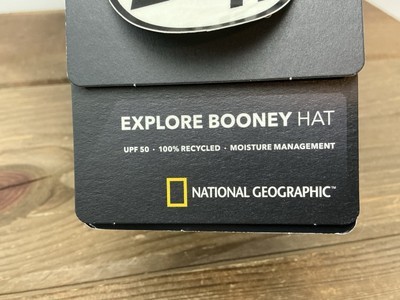 EXPLORE BOONEY HAT
UPF 50 · 100% RECYCLED · MOISTURE MANAGEMENT
NATIONAL GEOGRAPHIC™